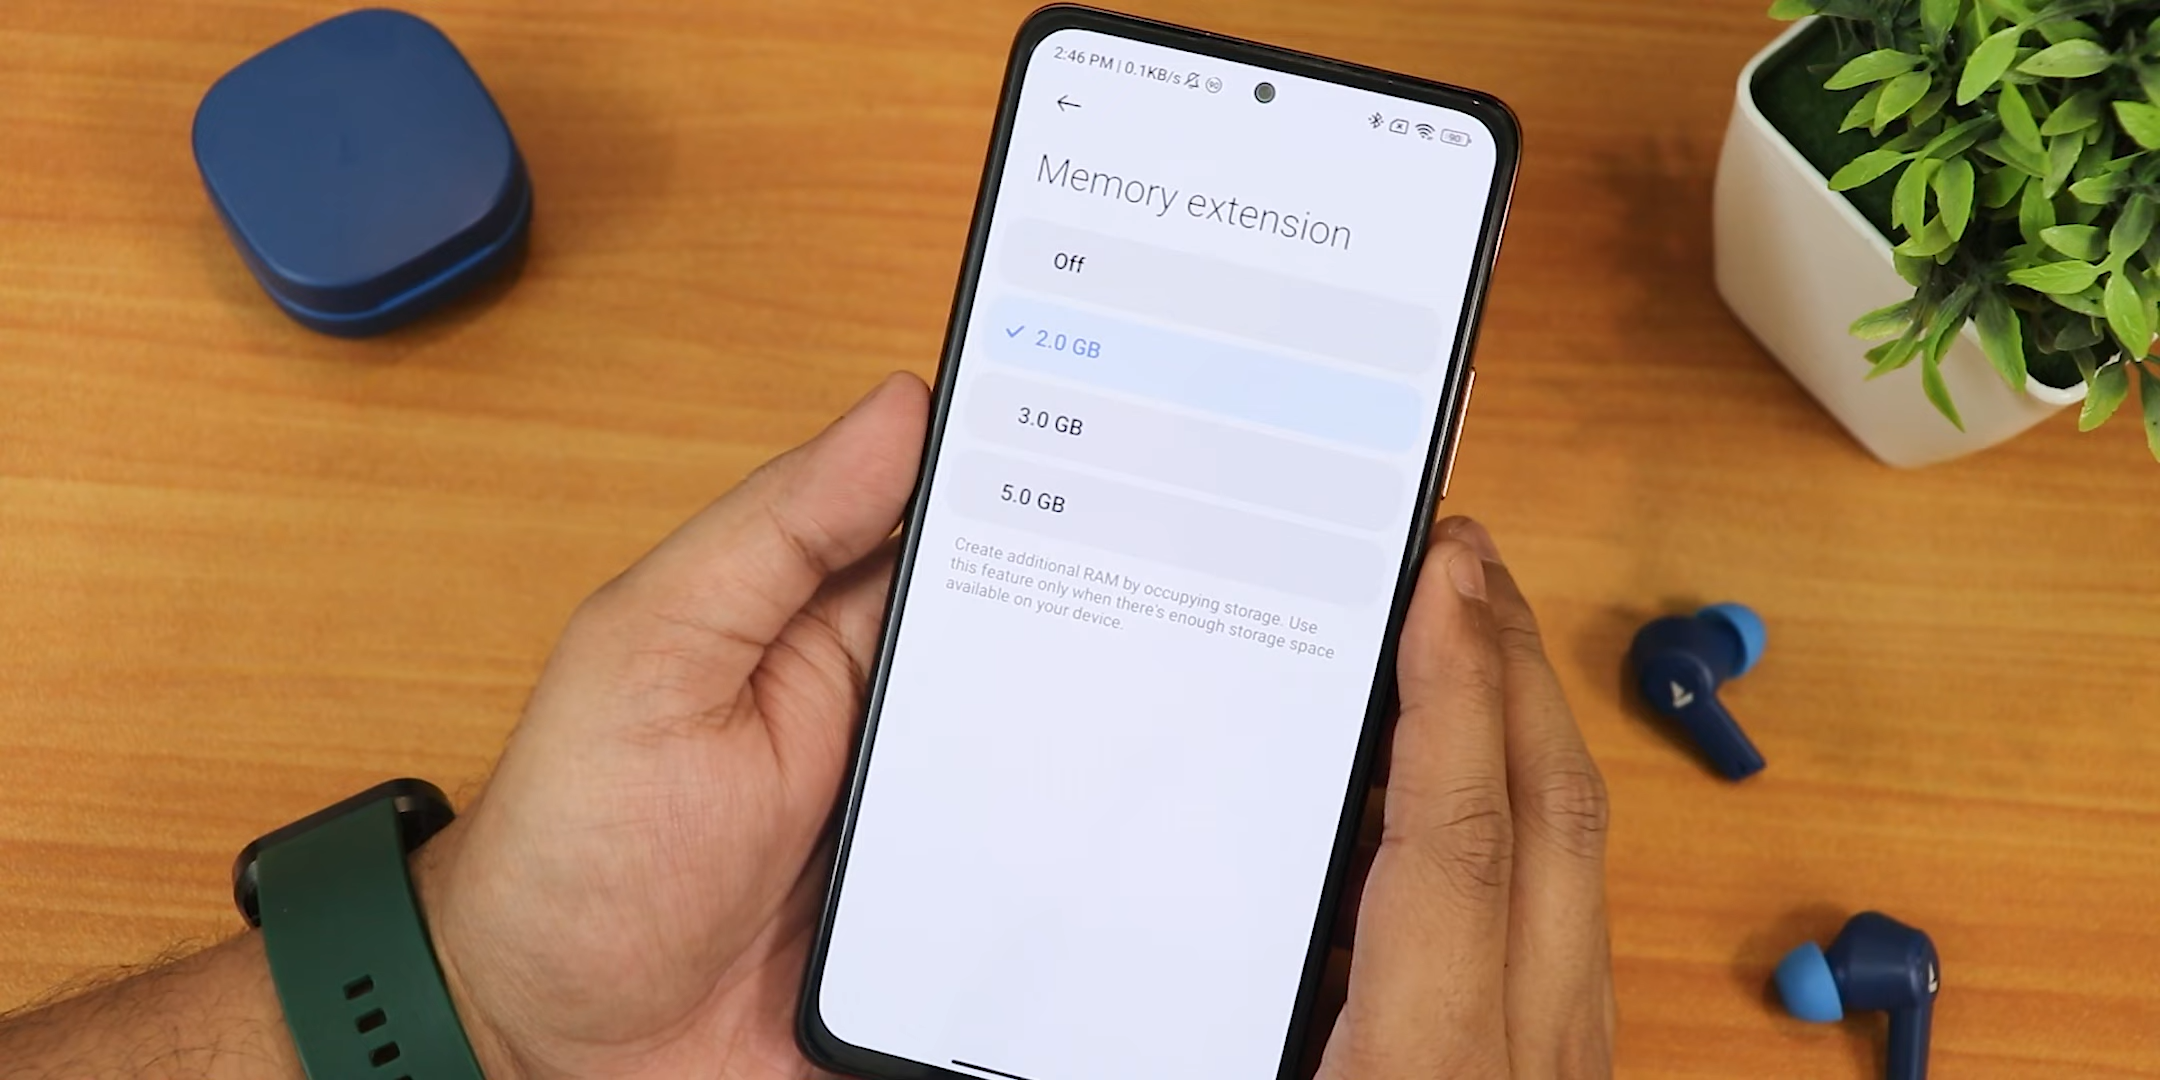 2:46 PM | 0.1KB/s
90
Memory extension
Off
2.0 GB
3.0 GB
5.0 GB
Create additional RAM by occupying storage. Use
this feature only when there's enough storage space
available on your device.